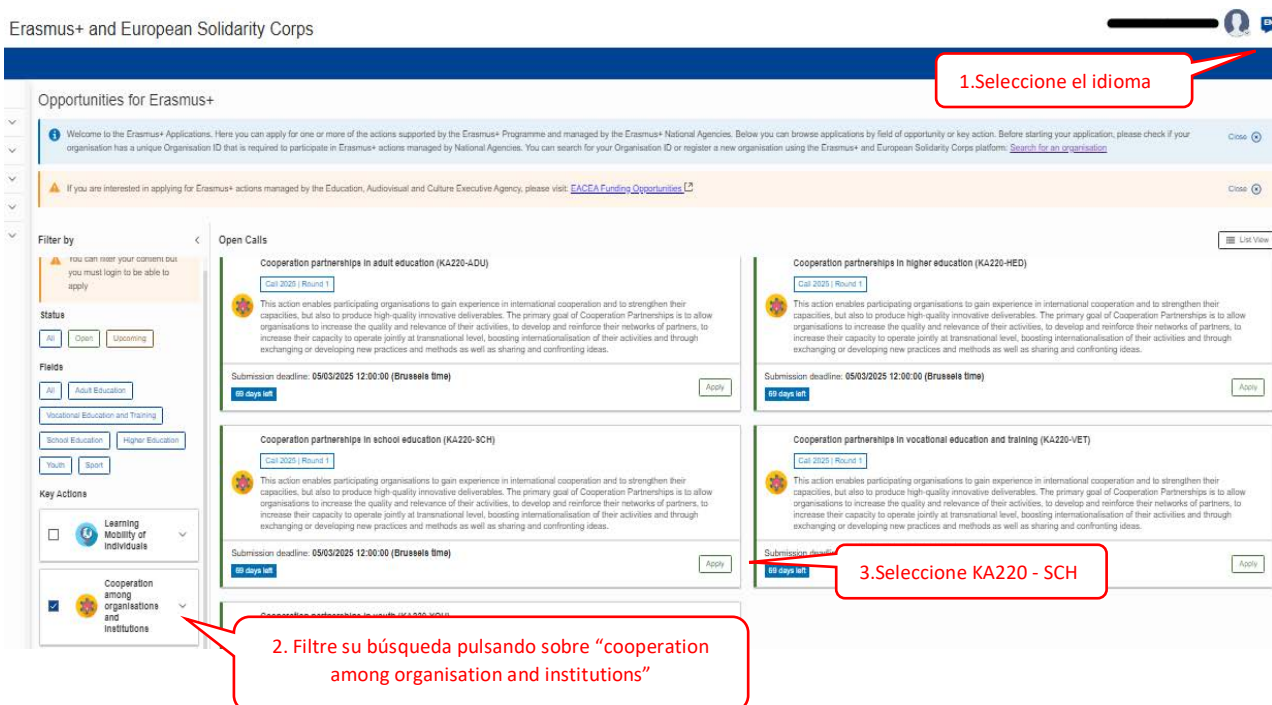 Erasmus+ and European Solidarity Corps
EN
1.Seleccione el idioma
Opportunities for Erasmus+
Welcome to the Erasmus+ Applications. Here you can apply for one or more of the actions supported by the Erasmus+ Programme and managed by the Erasmus+ National Agencies. Below you can browse applications by field of opportunity or key action. Before starting your application, please check if your
organisation has a unique Organisation ID that is required to participate in Erasmus+ actions managed by National Agencies. You can search for your Organisation ID or register a new organisation using the Erasmus+ and European Solidarity Corps platform: Search for an organisation
Close
If you are interested in applying for Erasmus+ actions managed by the Education, Audiovisual and Culture Executive Agency, please visit: EACEA Funding Opportunities
Close
Filter by
You can filter your content but
you must login to be able to
apply
Status
All Open Upcoming
Fields
All Adult Education
Vocational Education and Training
School Education Higher Education
Youth Sport
Key Actions
Learning
Mobility of
Individuals
Cooperation
among
organisations
and
Institutions
Open Calls
List View
Cooperation partnerships in adult education (KA220-ADU)
Call 2025 | Round 1
This action enables participating organisations to gain experience in international cooperation and to strengthen their
capacities, but also to produce high-quality innovative deliverables. The primary goal of Cooperation Partnerships is to allow
organisations to increase the quality and relevance of their activities, to develop and reinforce their networks of partners, to
increase their capacity to operate jointly at transnational level, boosting internationalisation of their activities and through
exchanging or developing new practices and methods as well as sharing and confronting ideas.
Submission deadline: 05/03/2025 12:00:00 (Brussels time)
69 days left
Apply
Cooperation partnerships in higher education (KA220-HED)
Call 2025 | Round 1
This action enables participating organisations to gain experience in international cooperation and to strengthen their
capacities, but also to produce high-quality innovative deliverables. The primary goal of Cooperation Partnerships is to allow
organisations to increase the quality and relevance of their activities, to develop and reinforce their networks of partners, to
increase their capacity to operate jointly at transnational level, boosting internationalisation of their activities and through
exchanging or developing new practices and methods as well as sharing and confronting ideas.
Submission deadline: 05/03/2025 12:00:00 (Brussels time)
69 days left
Apply
Cooperation partnerships in school education (KA220-SCH)
Call 2025 | Round 1
This action enables participating organisations to gain experience in international cooperation and to strengthen their
capacities, but also to produce high-quality innovative deliverables. The primary goal of Cooperation Partnerships is to allow
organisations to increase the quality and relevance of their activities, to develop and reinforce their networks of partners, to
increase their capacity to operate jointly at transnational level, boosting internationalisation of their activities and through
exchanging or developing new practices and methods as well as sharing and confronting ideas.
Submission deadline: 05/03/2025 12:00:00 (Brussels time)
69 days left
Apply
Cooperation partnerships in vocational education and training (KA220-VET)
Call 2025 | Round 1
This action enables participating organisations to gain experience in international cooperation and to strengthen their
capacities, but also to produce high-quality innovative deliverables. The primary goal of Cooperation Partnerships is to allow
organisations to increase the quality and relevance of their activities, to develop and reinforce their networks of partners, to
increase their capacity to operate jointly at transnational level, boosting internationalisation of their activities and through
exchanging or developing new practices and methods as well as sharing and confronting ideas.
Submission
69 days left
Apply
3.Seleccione KA220 - SCH
Cooperation partnerships in youth (KA220-YOU)
2. Filtre su búsqueda pulsando sobre “cooperation
among organisation and institutions”